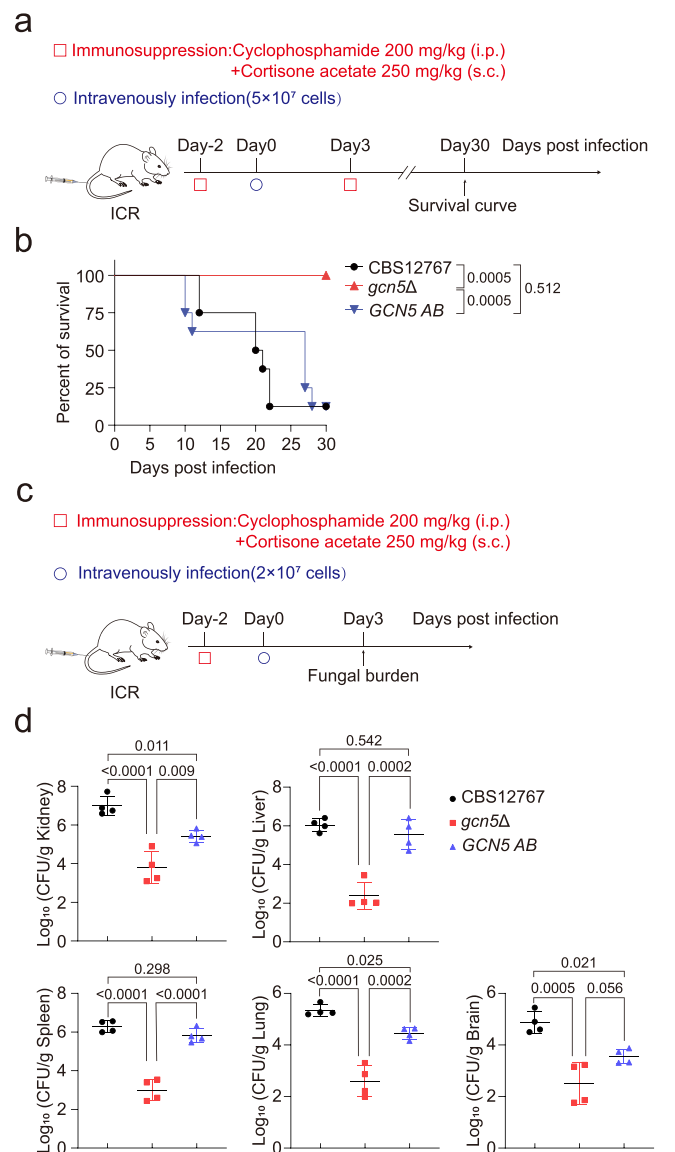 a
Immunosuppression:Cyclophosphamide 200 mg/kg (i.p.)
+Cortisone acetate 250 mg/kg (s.c.)
Intravenously infection(5×10⁷ cells)
Day-2 Day0 Day3 Day30 Days post infection
ICR
Survival curve
b
Percent of survival
100
75
50
25
0
0 5 10 15 20 25 30
Days post infection
CBS12767
gcn5Δ
GCN5 AB
0.0005
0.0005
0.512
c
Immunosuppression:Cyclophosphamide 200 mg/kg (i.p.)
+Cortisone acetate 250 mg/kg (s.c.)
Intravenously infection(2×10⁷ cells)
Day-2 Day0 Day3 Days post infection
ICR
Fungal burden
d
Log₁₀ (CFU/g Kidney)
8
6
4
2
0
0.011
<0.0001 0.009
Log₁₀ (CFU/g Liver)
8
6
4
2
0
0.542
<0.0001 0.0002
CBS12767
gcn5Δ
GCN5 AB
Log₁₀ (CFU/g Spleen)
8
6
4
2
0
0.298
<0.0001 <0.0001
Log₁₀ (CFU/g Lung)
6
4
2
0
0.025
<0.0001 0.0002
Log₁₀ (CFU/g Brain)
6
4
2
0
0.021
0.0005 0.056